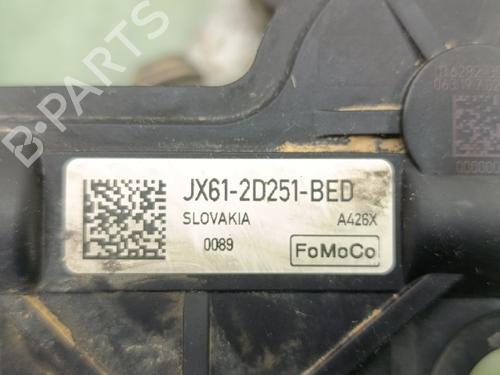 JX61-2D251-BED
SLOVAKIA A426X
0089 FoMoCo
B-PARTS